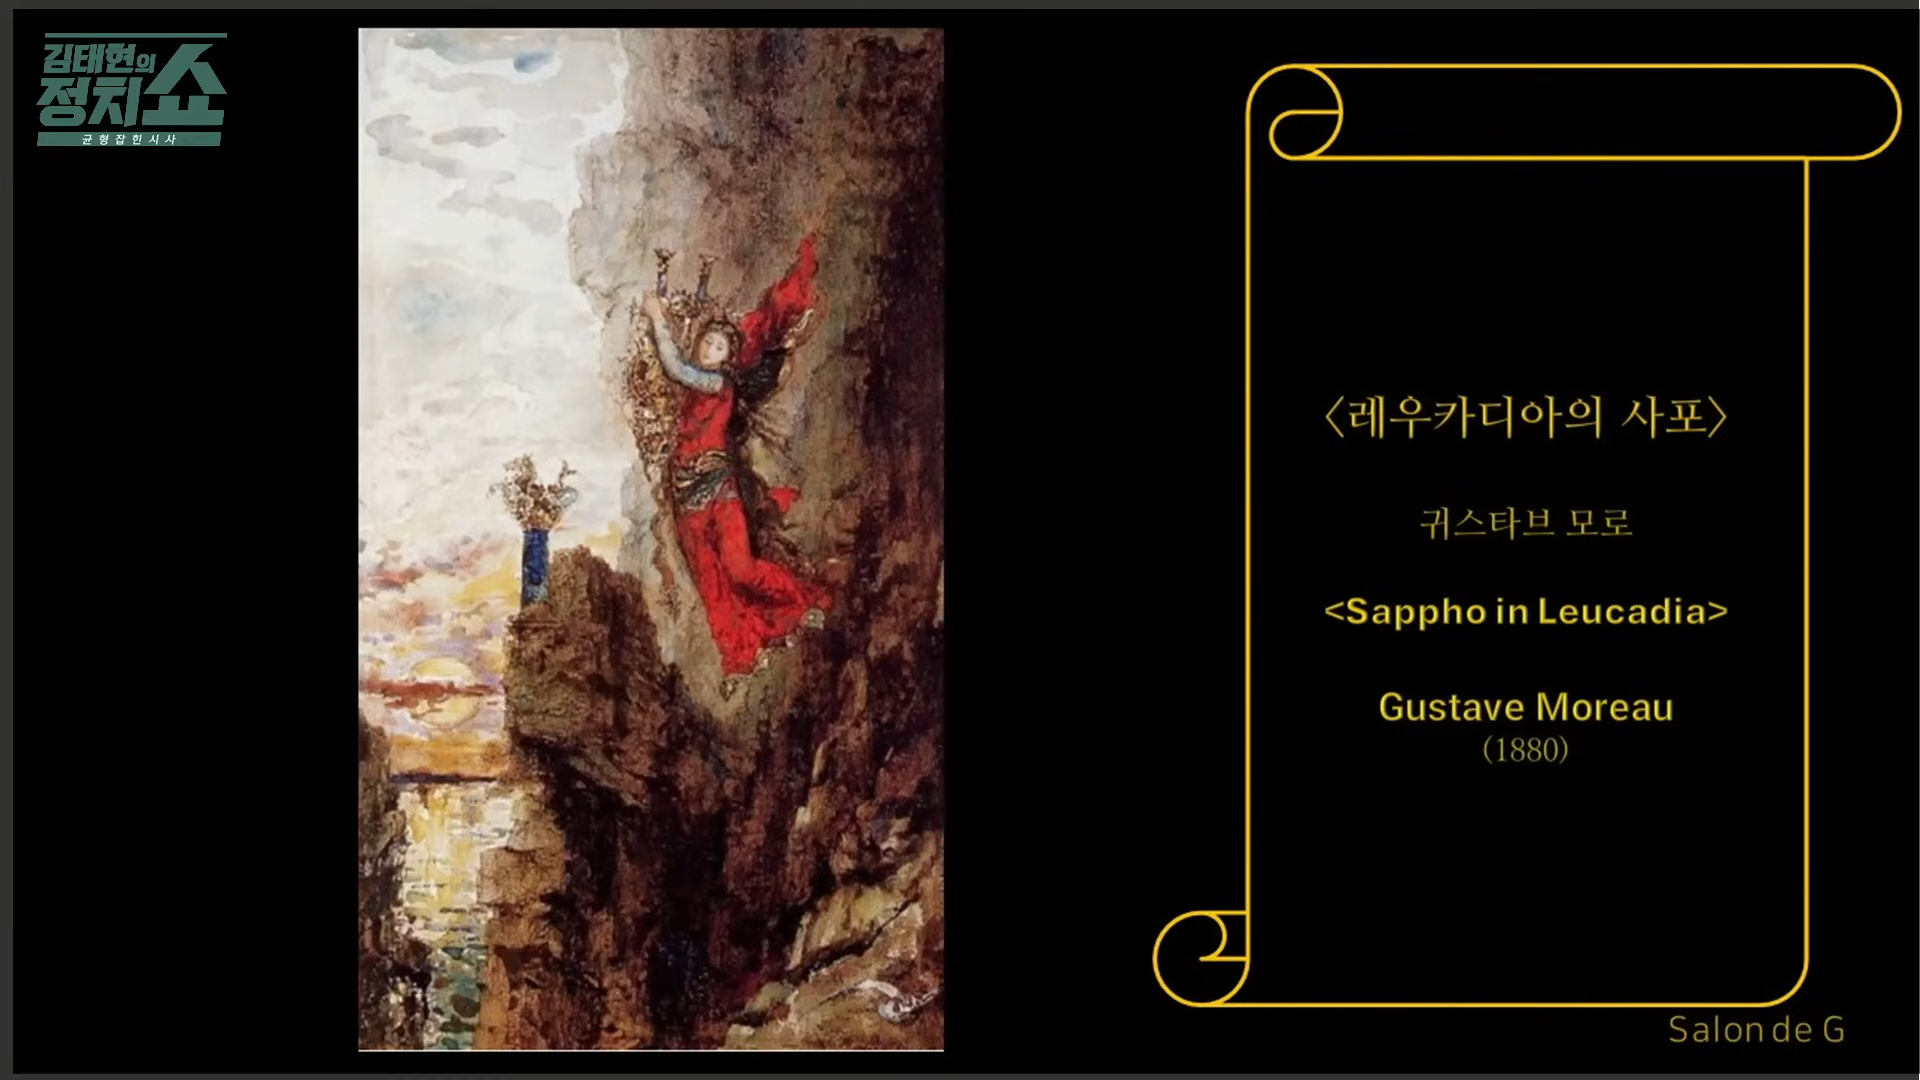 김태현의
정치쇼
균형잡힌시사
〈레우카디아의 사포〉
귀스타브 모로
<Sappho in Leucadia>
Gustave Moreau
(1880)
Salon de G